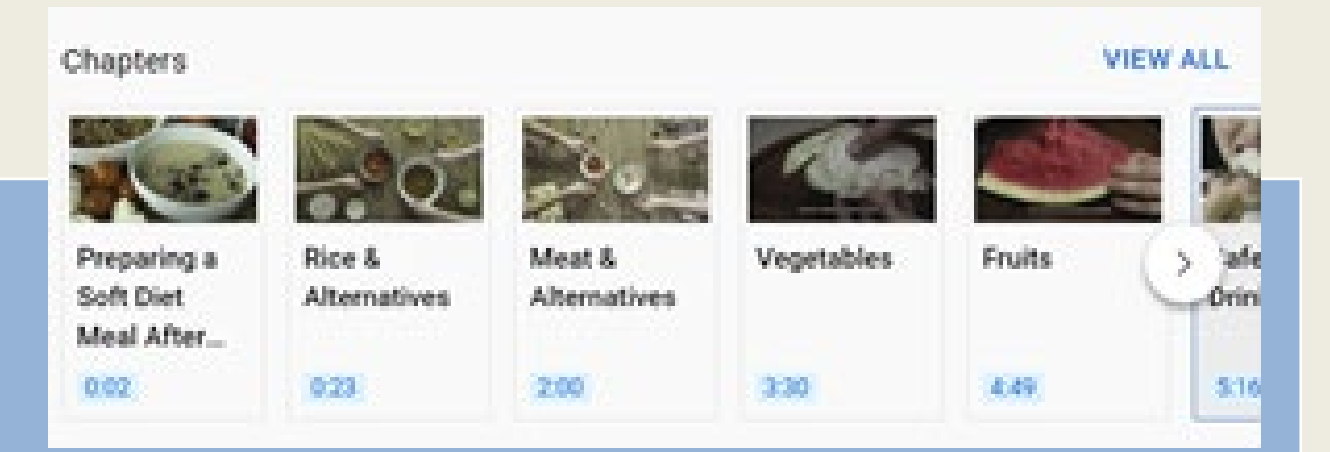 Chapters
VIEW ALL
Preparing a
Soft Diet
Meal After...
0:02
Rice &
Alternatives
0:23
Meat &
Alternatives
2:00
Vegetables
3:30
Fruits
4:49
5:16